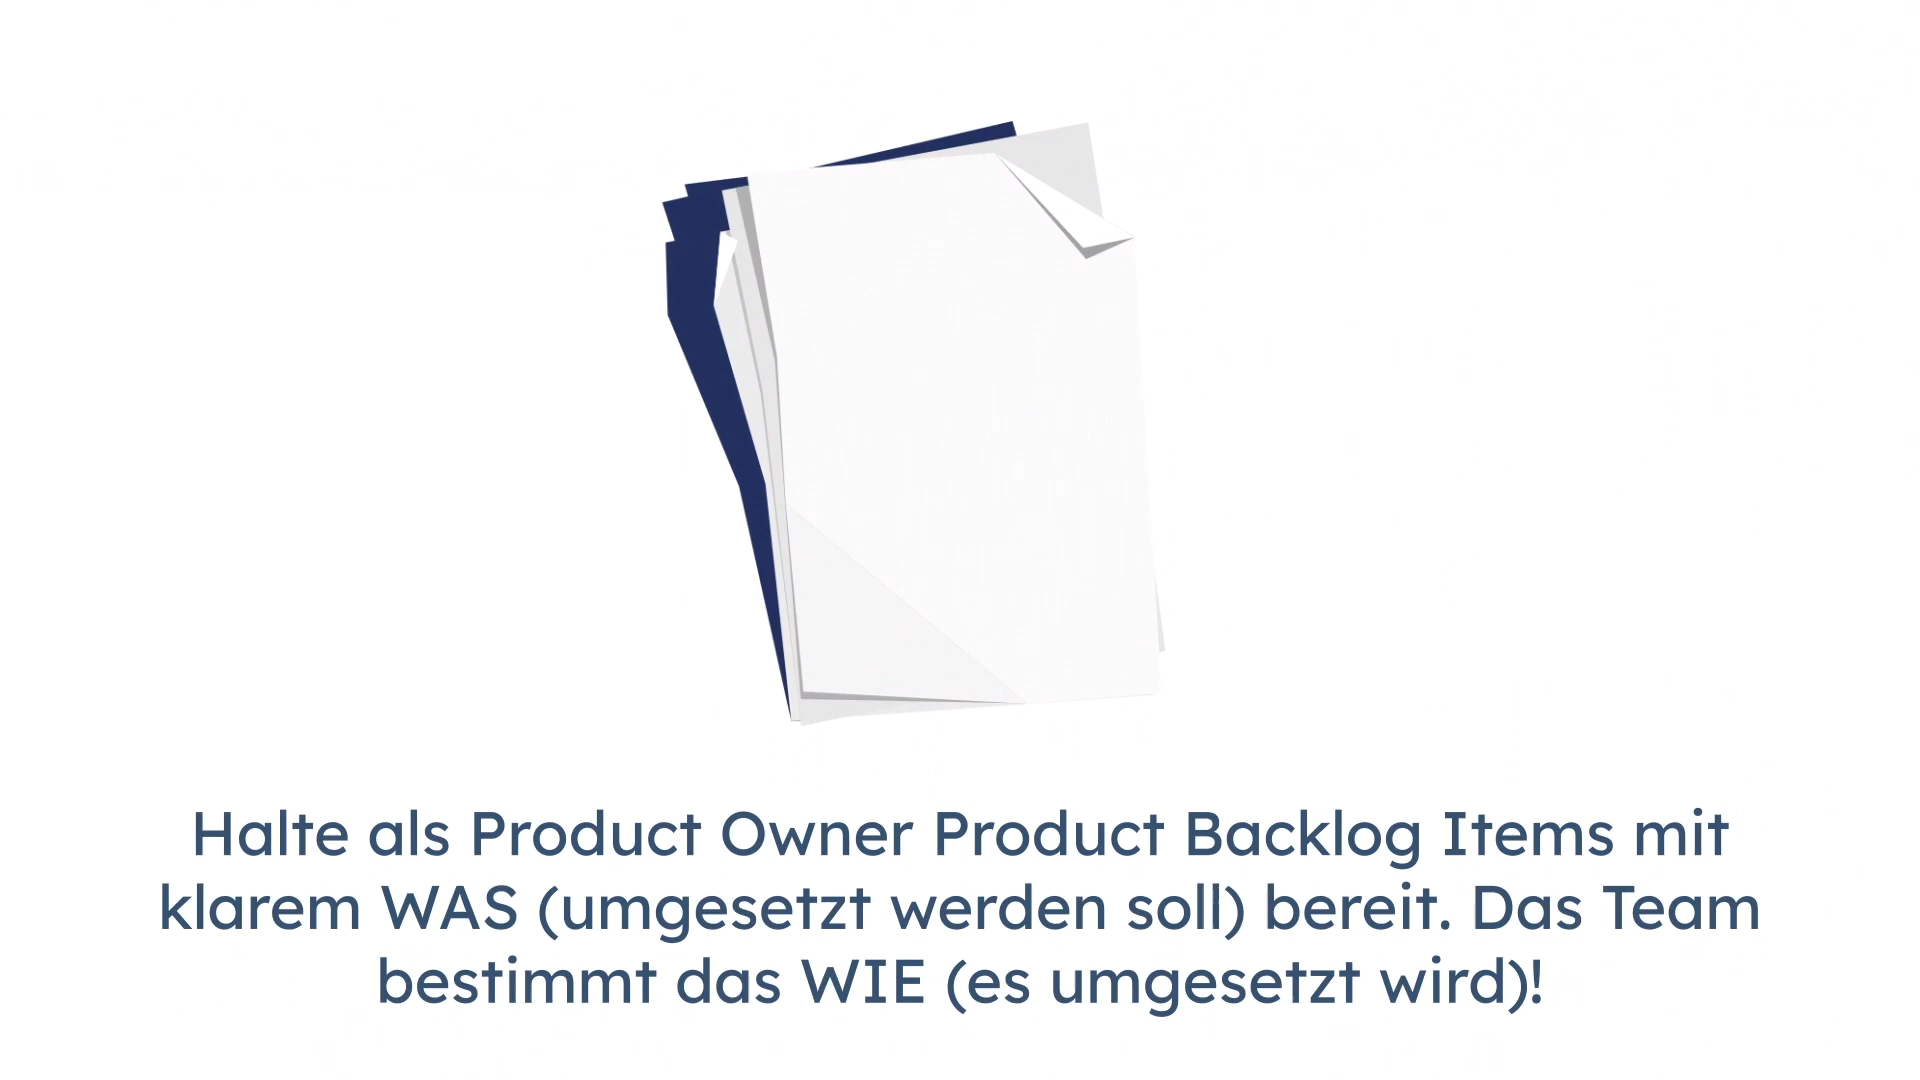 Halte als Product Owner Product Backlog Items mit
klarem WAS (umgesetzt werden soll) bereit. Das Team
bestimmt das WIE (es umgesetzt wird)!